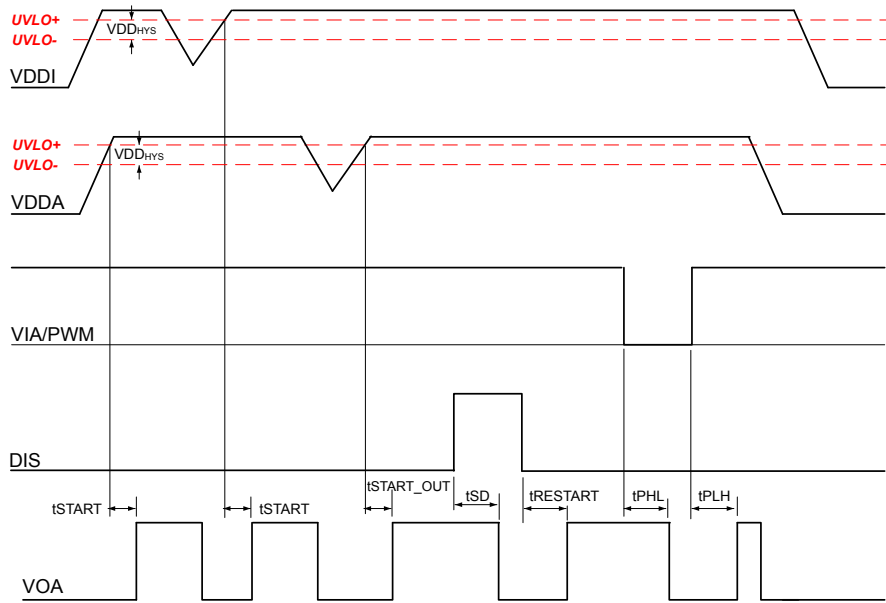 UVLO+
VDDHYS
UVLO-
VDDI
UVLO+
VDDHYS
UVLO-
VDDA
VIA/PWM
DIS
tSTART
tSTART
tSTART_OUT
tSD
tRESTART
tPHL
tPLH
VOA